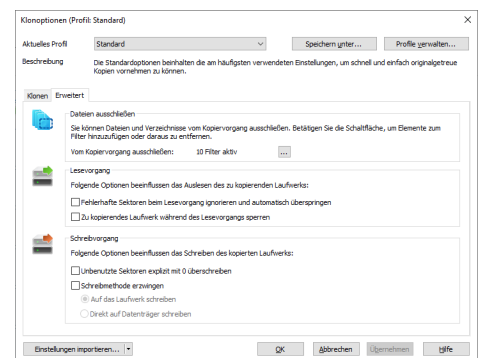 Klonoptionen (Profil: Standard)
Aktuelles Profil
Standard
Speichern unter...
Profile verwalten...
Beschreibung
Die Standardoptionen beinhalten die am häufigsten verwendeten Einstellungen, um schnell und einfach originalgetreue
Kopien vornehmen zu können.
Klonen
Erweitert
Dateien ausschließen
Sie können Dateien und Verzeichnisse vom Kopiervorgang ausschließen. Betätigen Sie die Schaltfläche, um Elemente zum
Filter hinzuzufügen oder daraus zu entfernen.
Vom Kopiervorgang ausschließen:
10 Filter aktiv
...
Lesevorgang
Folgende Optionen beeinflussen das Auslesen des zu kopierenden Laufwerks:
Fehlerhafte Sektoren beim Lesevorgang ignorieren und automatisch überspringen
Zu kopierendes Laufwerk während des Lesevorgangs sperren
Schreibvorgang
Folgende Optionen beeinflussen das Schreiben des kopierten Laufwerks:
Unbenutzte Sektoren explizit mit 0 überschreiben
Schreibmethode erzwingen
Auf das Laufwerk schreiben
Direkt auf Datenträger schreiben
Einstellungen importieren...
OK
Abbrechen
Übernehmen
Hilfe